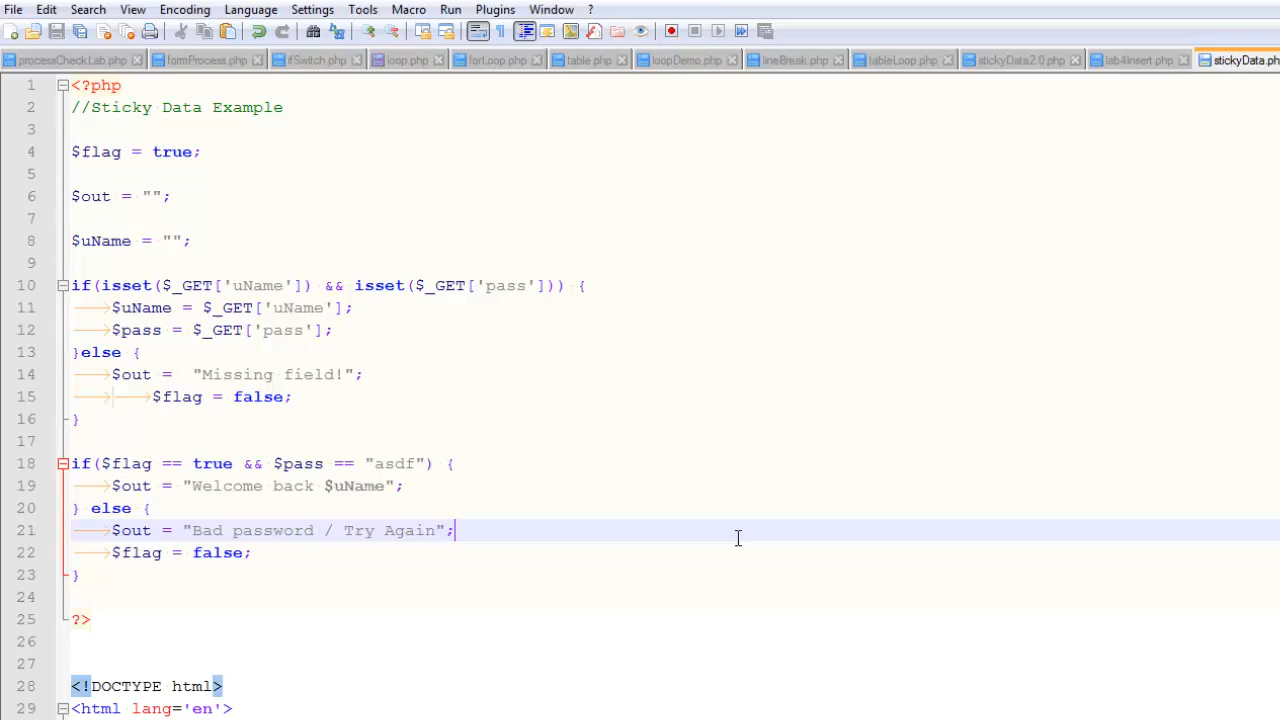 File Edit Search View Encoding Language Settings Tools Macro Run Plugins Window ?
processCheckLab.php formProcess.php ifSwitch.php loop.php forLoop.php table.php loopDemo.php lineBreak.php tableLoop.php stickyData2.0.php lab4Insert.php stickyData.ph
1 <?php
2 //Sticky Data Example
3
4 $flag = true;
5
6 $out = "";
7
8 $uName = "";
9
10 if(isset($_GET['uName']) && isset($_GET['pass'])) {
11 $uName = $_GET['uName'];
12 $pass = $_GET['pass'];
13 }else {
14 $out =  "Missing field!";
15 $flag = false;
16 }
17
18 if($flag == true && $pass == "asdf") {
19 $out = "Welcome back $uName";
20 } else {
21 $out = "Bad password / Try Again";
22 $flag = false;
23 }
24
25 ?>
26
27
28 <!DOCTYPE html>
29 <html lang='en'>